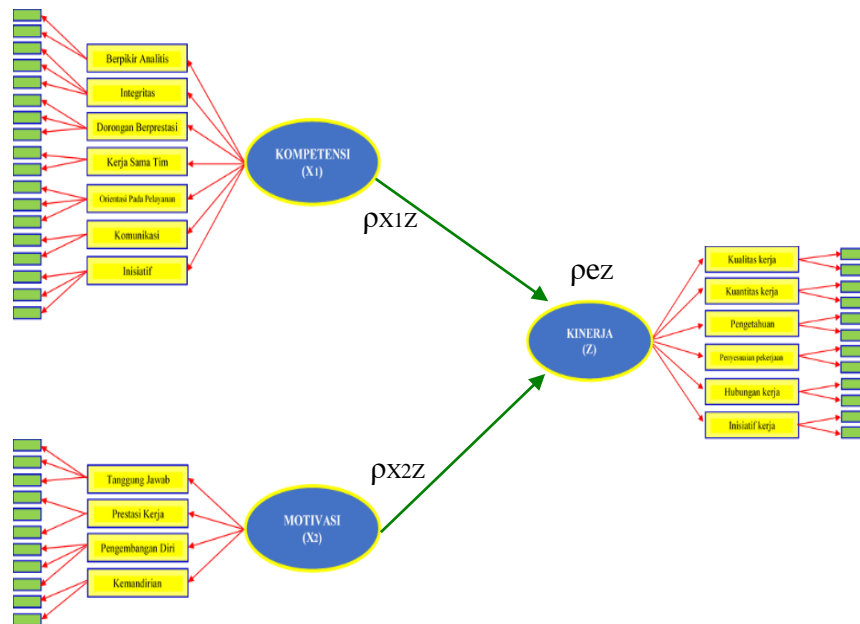 Berpikir Analitis
Integritas
Dorongan Berprestasi
Kerja Sama Tim
Orientasi Pada Pelayanan
Komunikasi
Inisiatif
KOMPETENSI
(X1)
ρX1Z
ρez
Kualitas kerja
Kuantitas kerja
Pengetahuan
Penyesuaian pekerjaan
Hubungan kerja
Inisiatif kerja
KINERJA
(Z)
ρX2Z
Tanggung Jawab
Prestasi Kerja
Pengembangan Diri
Kemandirian
MOTIVASI
(X2)